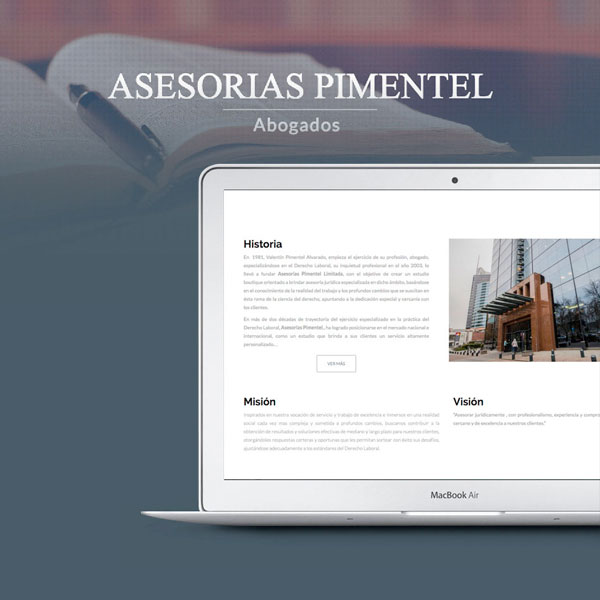 ASESORIAS PIMENTEL
Abogados
Historia
En 1981, Valentín Pimentel Alvarado, empieza el ejercicio de su profesión, abogado,
especializándose en el Derecho Laboral, su inquietud profesional en el año 2003, lo
llevó a fundar Asesorías Pimentel Limitada, con el objetivo de crear un estudio
boutique orientado a brindar asesoría jurídica especializada en dicho ámbito, basándose
en el conocimiento de la realidad del trabajo y los profundos cambios que se suscitan en
esta rama de la ciencia del derecho, apuntando a la dedicación especial y cercanía con
los clientes.
En más de dos décadas de trayectoria del ejercicio especializado en la práctica del
Derecho Laboral, Asesorías Pimentel, ha logrado posicionarse en el mercado nacional e
internacional, como un estudio que brinda a sus clientes un servicio altamente
personalizado...
VER MÁS
Misión
Inspirados en nuestra vocación de servicio y trabajo de excelencia e inmersos en una realidad
social cada vez más compleja y sometida a profundos cambios, buscamos contribuir a la
obtención de resultados y soluciones efectivas de mediano y largo plazo para nuestros clientes,
otorgándoles respuestas certeras y oportunas que les permitan sortear con éxito sus desafíos,
ajustándose adecuadamente a los estándares del Derecho Laboral.
Visión
"Asesorar jurídicamente , con profesionalismo, experiencia y compro
cercano y de excelencia a nuestros clientes."
MacBook Air